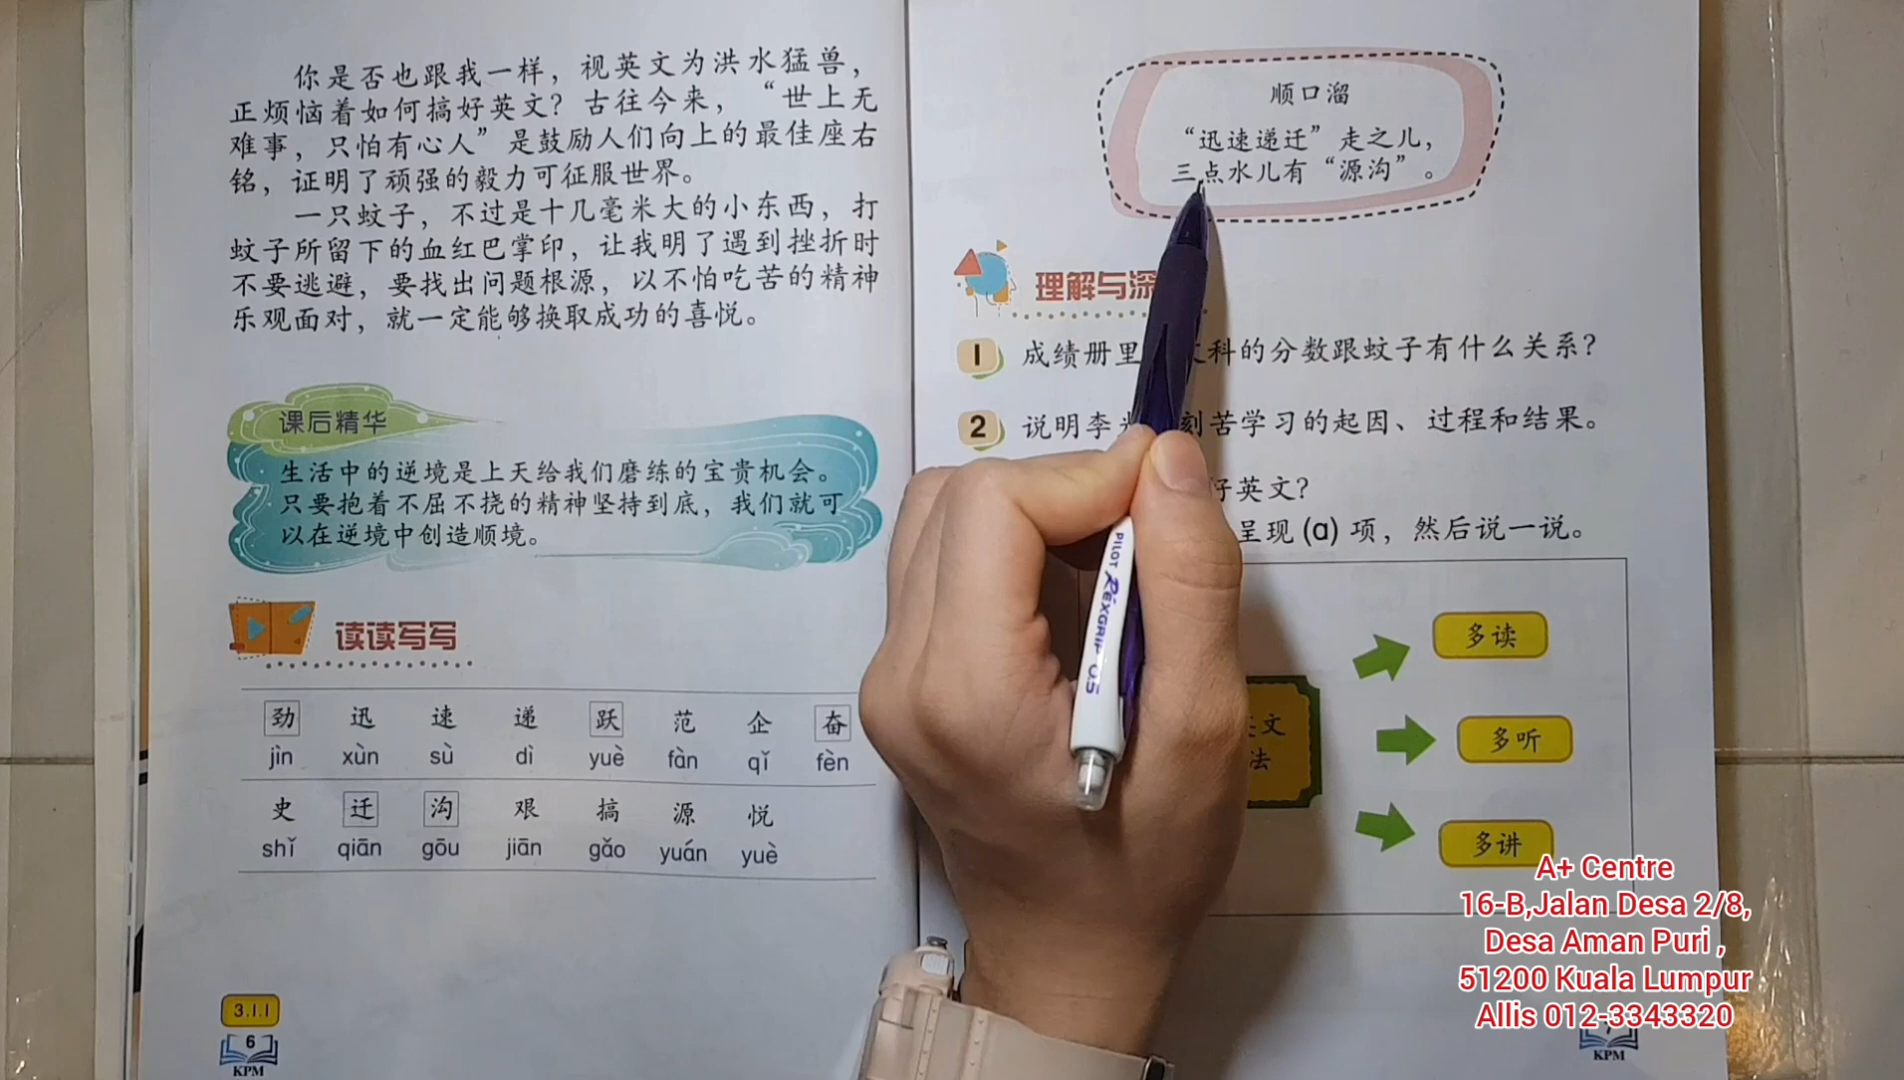 你是否也跟我一样，视英文为洪水猛兽，
正烦恼着如何搞好英文？古往今来，“世上无
难事，只怕有心人”是鼓励人们向上的最佳座右
铭，证明了顽强的毅力可征服世界。
一只蚊子，不过是十几毫米大的小东西，打
蚊子所留下的血红巴掌印，让我明了遇到挫折时
不要逃避，要找出问题根源，以不怕吃苦的精神
乐观面对，就一定能够换取成功的喜悦。
课后精华
生活中的逆境是上天给我们磨练的宝贵机会。
只要抱着不屈不挠的精神坚持到底，我们就可
以在逆境中创造顺境。
读读写写
劲 迅 速 递 跃 范 企 奋
jìn xùn sù dì yuè fàn qǐ fèn
史 迁 沟 艰 搞 源 悦
shǐ qiān gōu jiān gǎo yuán yuè
3.1.1
6
KPM
顺口溜
“迅速递迁”走之儿，
三点水儿有“源沟”。
理解与深
1 成绩册里 科的分数跟蚊子有什么关系？
2 说明李 刻苦学习的起因、过程和结果。
好英文？
呈现 (a) 项，然后说一说。
文
法
多读
多听
多讲
PILOT REXGRIP 0.5
A+ Centre
16-B,Jalan Desa 2/8,
Desa Aman Puri ,
51200 Kuala Lumpur
Allis 012-3343320
7
KPM